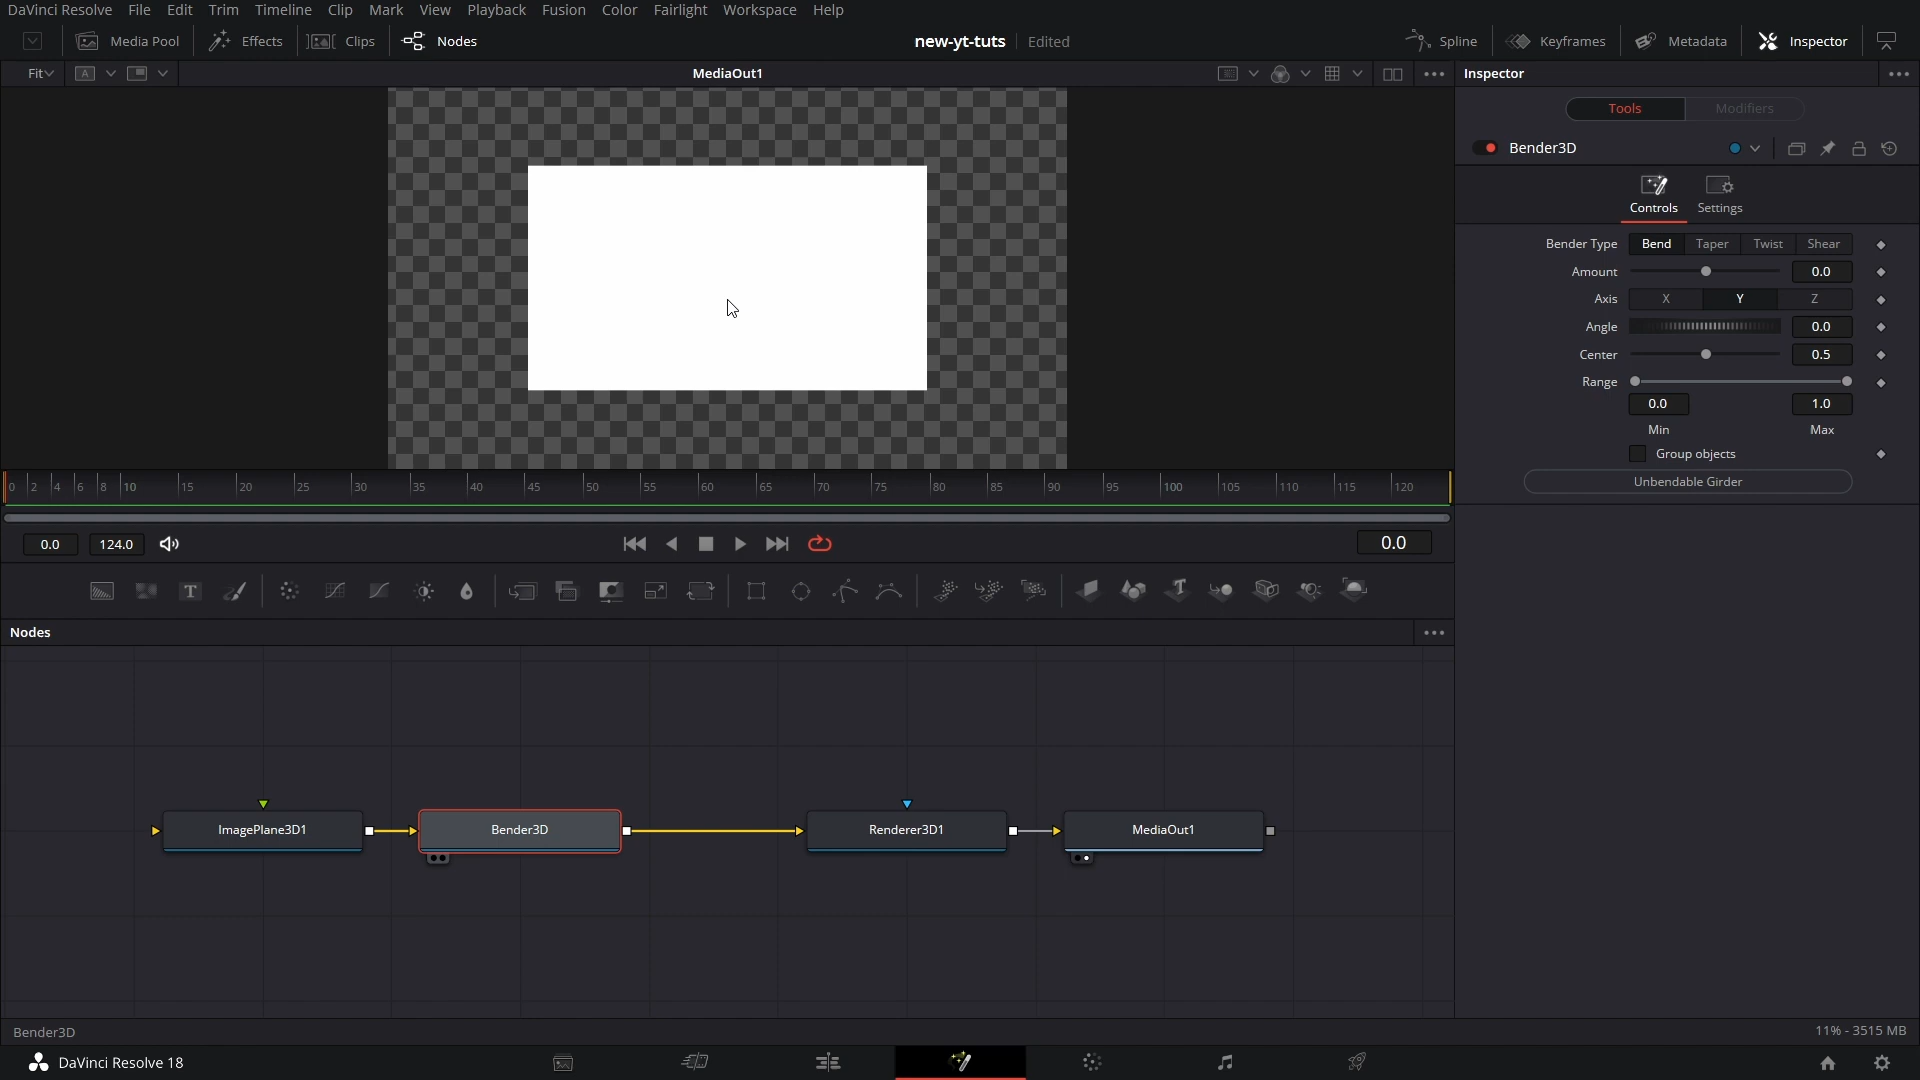 DaVinci Resolve File Edit Trim Timeline Clip Mark View Playback Fusion Color Fairlight Workspace Help
Media Pool Effects Clips Nodes new-yt-tuts Edited Spline Keyframes Metadata Inspector
Fit A MediaOut1 Inspector
Tools Modifiers
Bender3D
Controls Settings
Bender Type Bend Taper Twist Shear
Amount 0.0
Axis X Y Z
Angle 0.0
Center 0.5
Range
0.0 1.0
Min Max
Group objects
Unbendable Girder
0 2 4 6 8 10 15 20 25 30 35 40 45 50 55 60 65 70 75 80 85 90 95 100 105 110 115 120
0.0 124.0 0.0
T T
Nodes
ImagePlane3D1 Bender3D Renderer3D1 MediaOut1
Bender3D 11% - 3515 MB
DaVinci Resolve 18